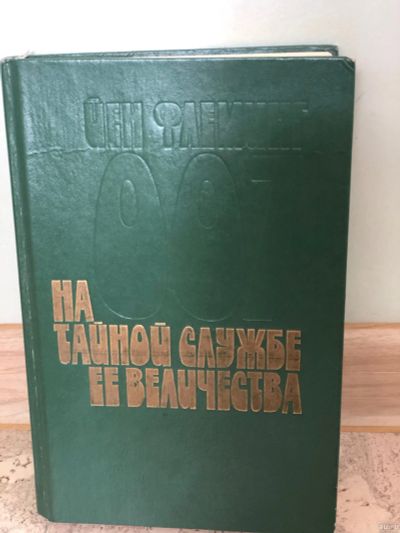 ЙЕН ФЛЕМИНГ
007
НА
ТАЙНОЙ СЛУЖБЕ
ЕЕ ВЕЛИЧЕСТВА